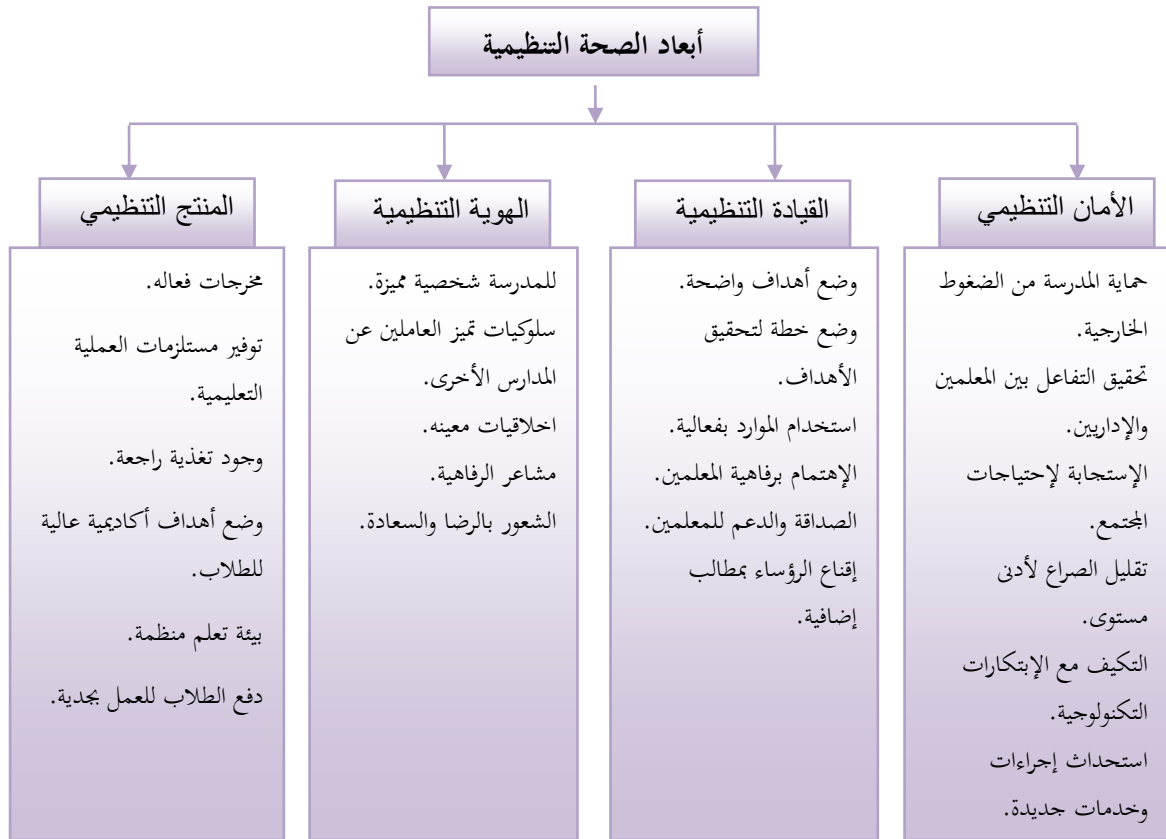 أبعاد الصحة التنظيمية
الأمان التنظيمي
حماية المدرسة من الضغوط
الخارجية.
تحقيق التفاعل بين المعلمين
والإداريين.
الإستجابة لإحتياجات
المجتمع.
تقليل الصراع لأدنى
مستوى.
التكيف مع الإبتكارات
التكنولوجية.
استحداث إجراءات
وخدمات جديدة.
القيادة التنظيمية
وضع أهداف واضحة.
وضع خطة لتحقيق
الأهداف.
استخدام الموارد بفعالية.
الإهتمام برفاهية المعلمين.
الصداقة والدعم للمعلمين.
إقناع الرؤساء بمطالب
إضافية.
الهوية التنظيمية
للمدرسة شخصية مميزة.
سلوكيات تميز العاملين عن
المدارس الأخرى.
اخلاقيات معينه.
مشاعر الرفاهية.
الشعور بالرضا والسعادة.
المنتج التنظيمي
مخرجات فعاله.
توفير مستلزمات العملية
التعليمية.
وجود تغذية راجعة.
وضع أهداف أكاديمية عالية
للطلاب.
بيئة تعلم منظمة.
دفع الطلاب للعمل بجدية.